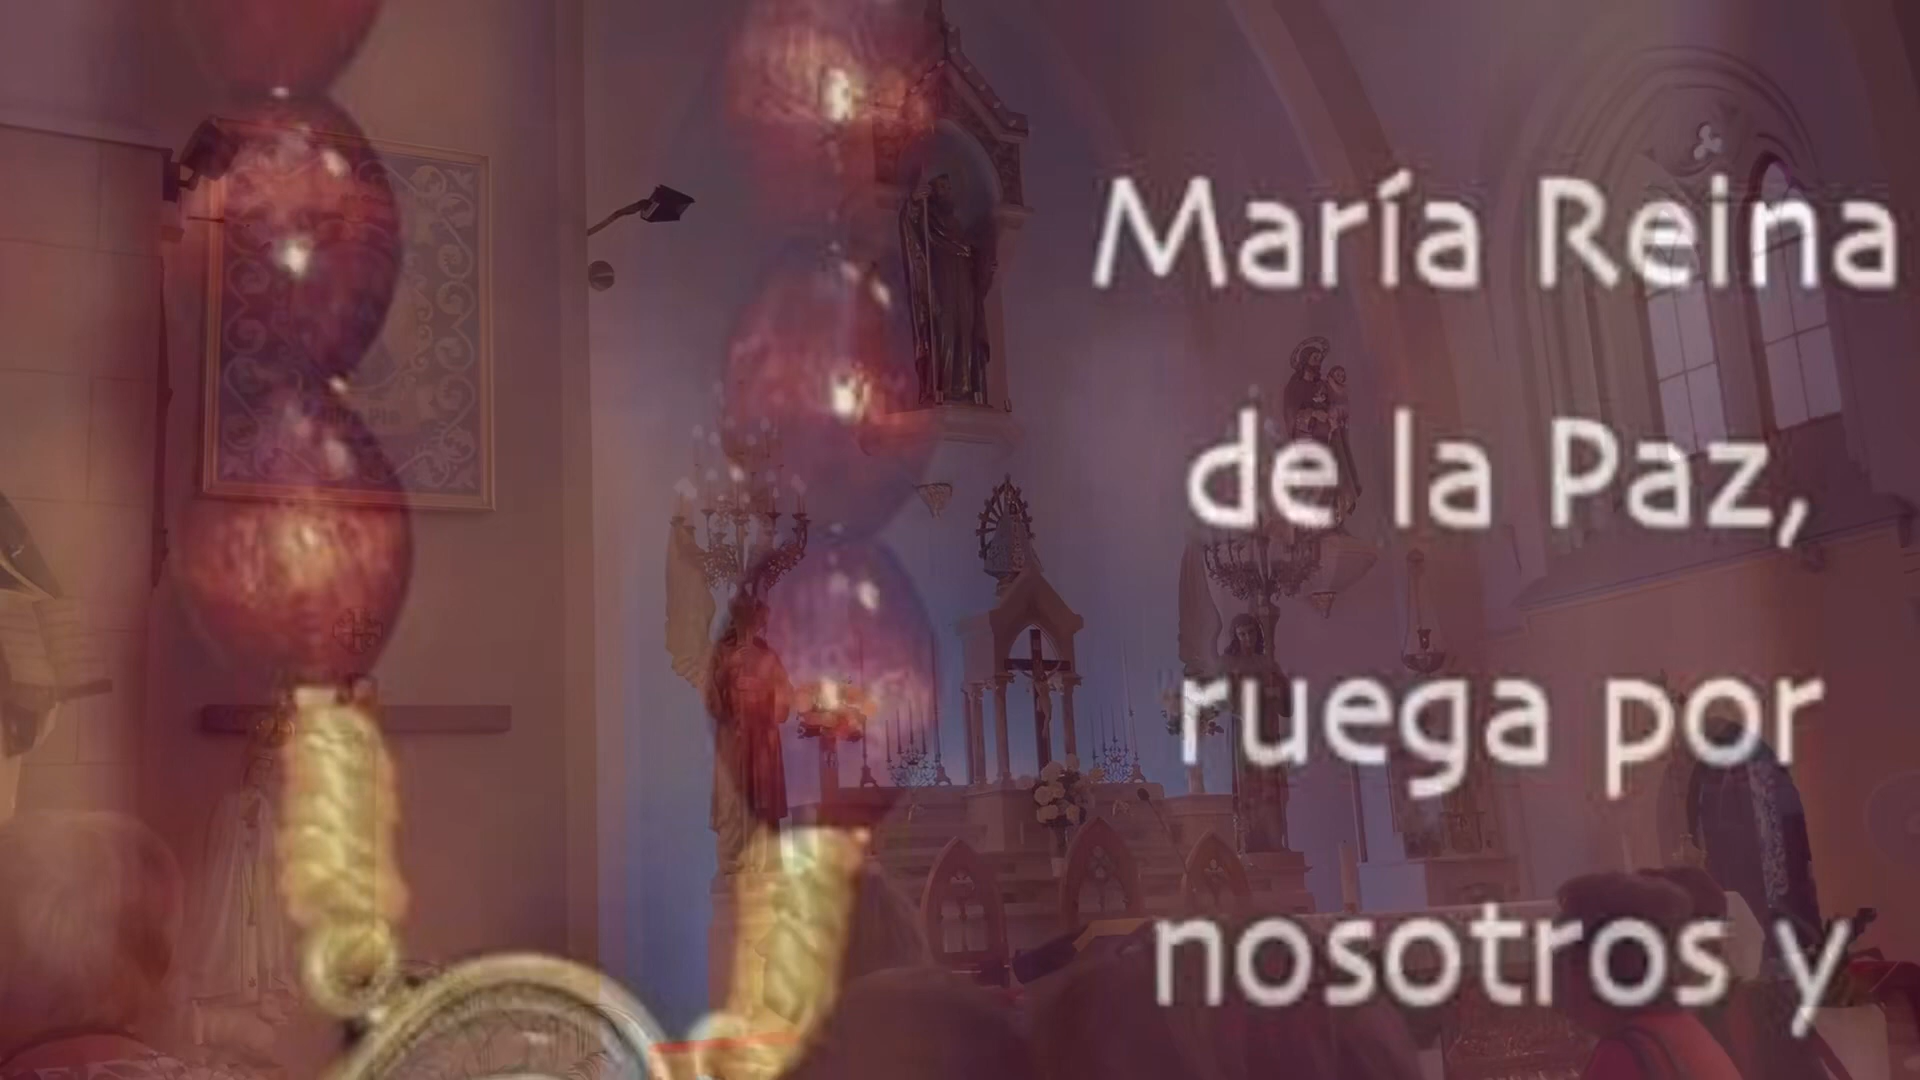 María Reina
de la Paz,
ruega por
nosotros y